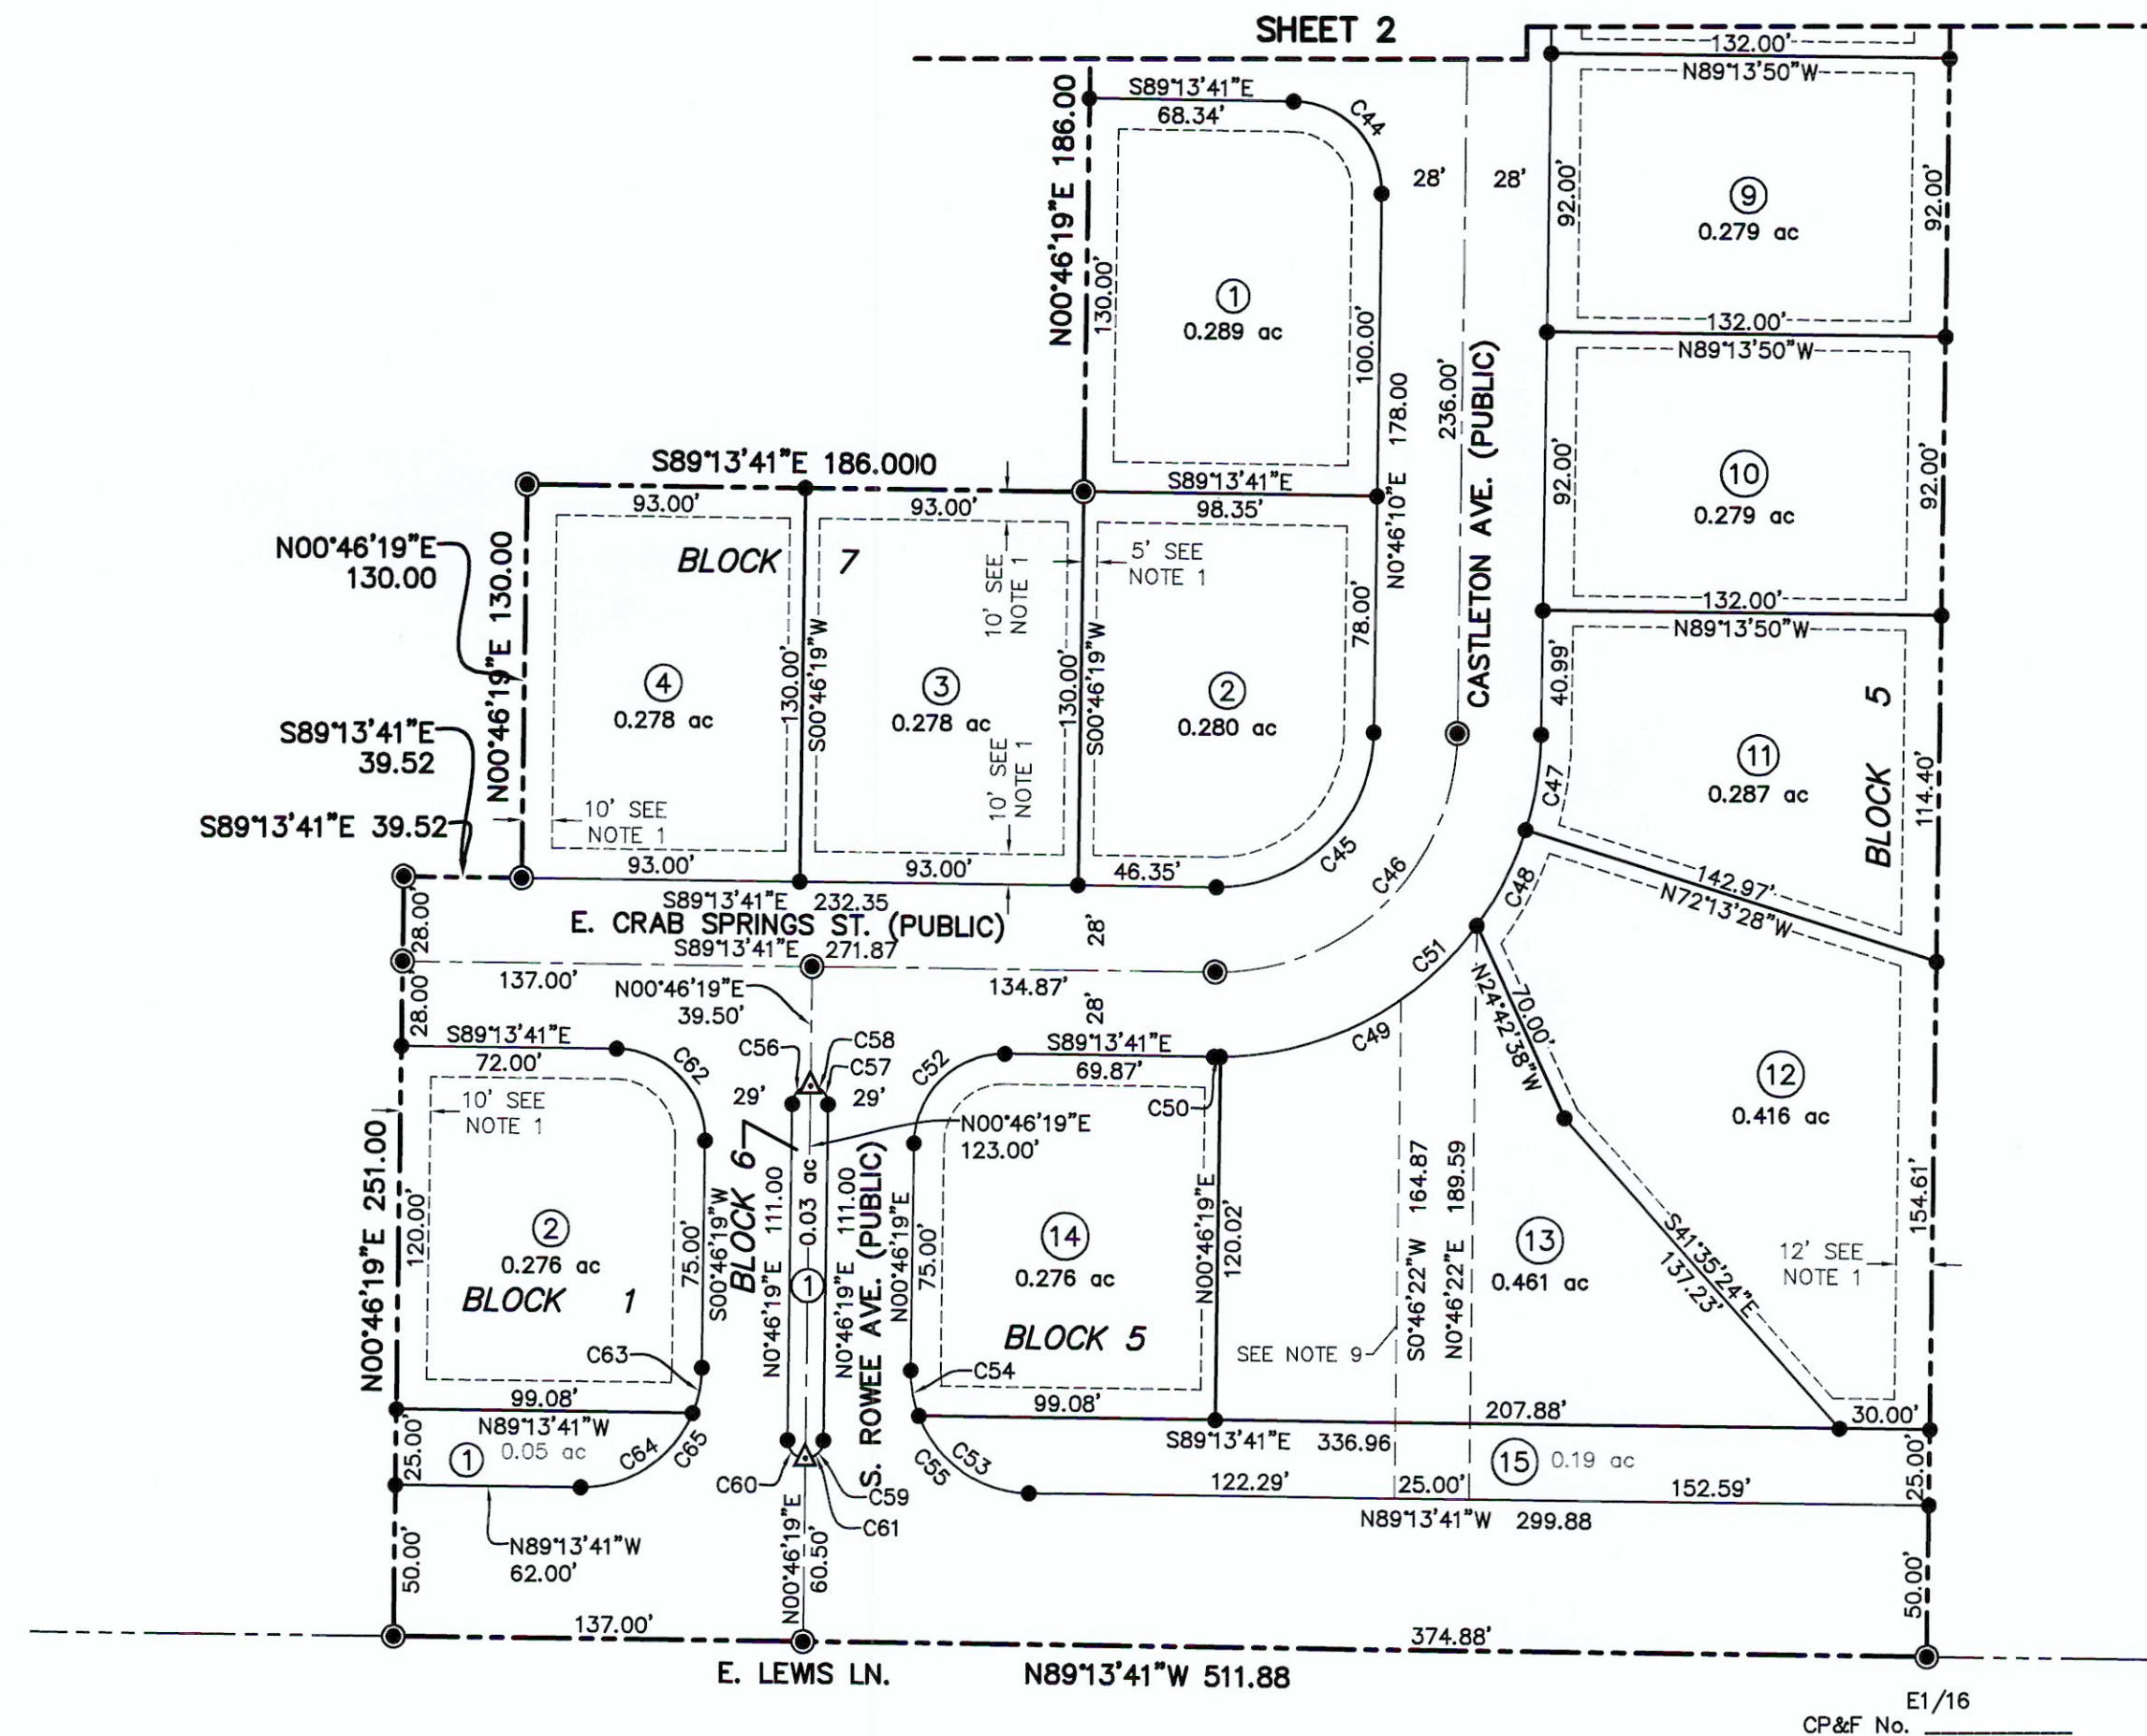 SHEET 2
132.00'
N89°13'50"W
S89°13'41"E
68.34'
C44
N00°46'19"E 186.00
28'
28'
92.00'
9
0.279 ac
92.00'
130.00'
1
0.289 ac
100.00'
178.00
N0°46'10"E
236.00'
CASTLETON AVE. (PUBLIC)
132.00'
N89°13'50"W
92.00'
10
0.279 ac
92.00'
S89°13'41"E 186.00
93.00'
93.00'
S89°13'41"E
98.35'
N00°46'19"E
130.00
N00°46'19"E 130.00
BLOCK 7
10' SEE
NOTE 1
5' SEE
NOTE 1
78.00'
132.00'
N89°13'50"W
40.99'
4
0.278 ac
130.00'
S00°46'19"W
3
0.278 ac
130.00'
S00°46'19"W
2
0.280 ac
C47
11
0.287 ac
BLOCK 5
114.40'
S89°13'41"E
39.52
S89°13'41"E 39.52
10' SEE
NOTE 1
10' SEE
NOTE 1
93.00'
93.00'
46.35'
C45
C46
C48
142.97'
N72°13'28"W
S89°13'41"E 232.35
E. CRAB SPRINGS ST. (PUBLIC)
S89°13'41"E 271.87
28.00'
28'
C51
137.00'
134.87'
28.00'
N00°46'19"E
39.50'
28'
C49
N24°42'38"W
70.00'
S89°13'41"E
72.00'
C62
C56
C58
C57
29'
29'
C52
S89°13'41"E
69.87'
C50
12
0.416 ac
10' SEE
NOTE 1
N00°46'19"E
123.00'
N00°46'19"E 251.00
120.00'
2
0.276 ac
BLOCK 1
75.00'
S00°46'19"W
BLOCK 6
N0°46'19"E 111.00
0.03 ac
1
N0°46'19"E 111.00
S. ROWEE AVE. (PUBLIC)
N00°46'19"E
75.00'
14
0.276 ac
BLOCK 5
N00°46'19"E
120.02'
S0°46'22"W 164.87
N0°46'22"E 189.59
13
0.461 ac
SEE NOTE 9
S41°35'24"E
137.23'
12' SEE
NOTE 1
154.61'
C63
C54
99.08'
N89°13'41"W
99.08'
S89°13'41"E 336.96
207.88'
30.00'
25.00'
1
0.05 ac
C64
C65
C60
C59
C61
C53
C55
15
0.19 ac
25.00'
122.29'
25.00'
152.59'
N89°13'41"W 299.88
N89°13'41"W
62.00'
50.00'
N00°46'19"E
60.50'
50.00'
137.00'
374.88'
E. LEWIS LN.
N89°13'41"W 511.88
E1/16
CP&F No.